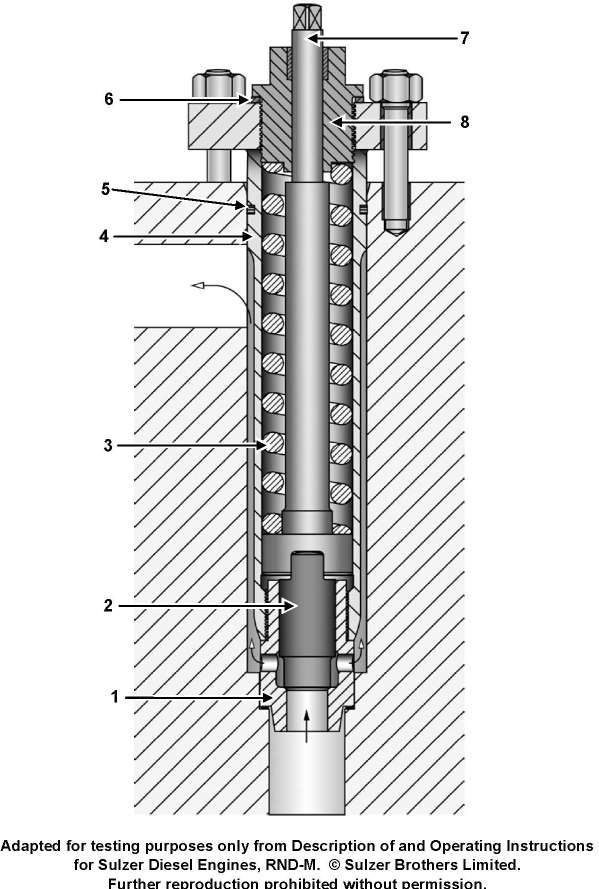 7
6
8
5
4
3
2
1
Adapted for testing purposes only from Description of and Operating Instructions
for Sulzer Diesel Engines, RND-M. © Sulzer Brothers Limited.
Further reproduction prohibited without permission.